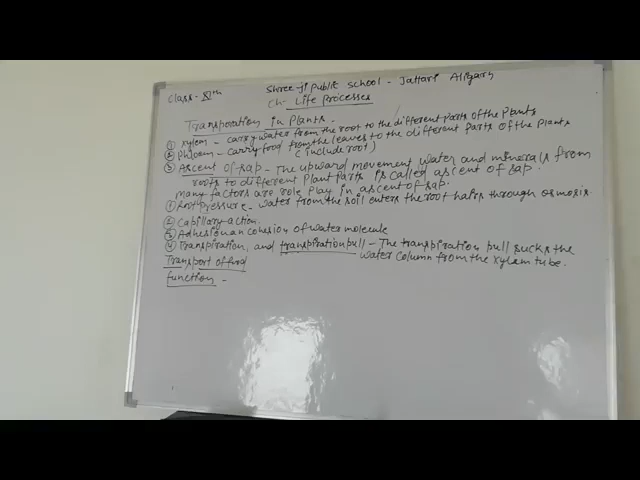 Class - Xth
Shree-Ji Public School - Jattari Aligarh
Ch- Life Processes
Transporation in Plants -
① xylem - carry water from the root to the different parts of the Plants
② Phloem - carry food from the leaves to the different parts of the Plants
(include root)
③ Ascent of sap - The upward movement water and minerals from
roots to different Plant parts is called ascent of sap.
many factors are role play in ascent of sap.
① Root Pressure - water from the soil enters the root hairs through osmosis.
② Capillary action.
③ Adhesion an cohesion of water molecule
④ Transpiration, and transpiration pull - The transpiration pull sucks the
water column from the xylem tube.
Transport of food
function -